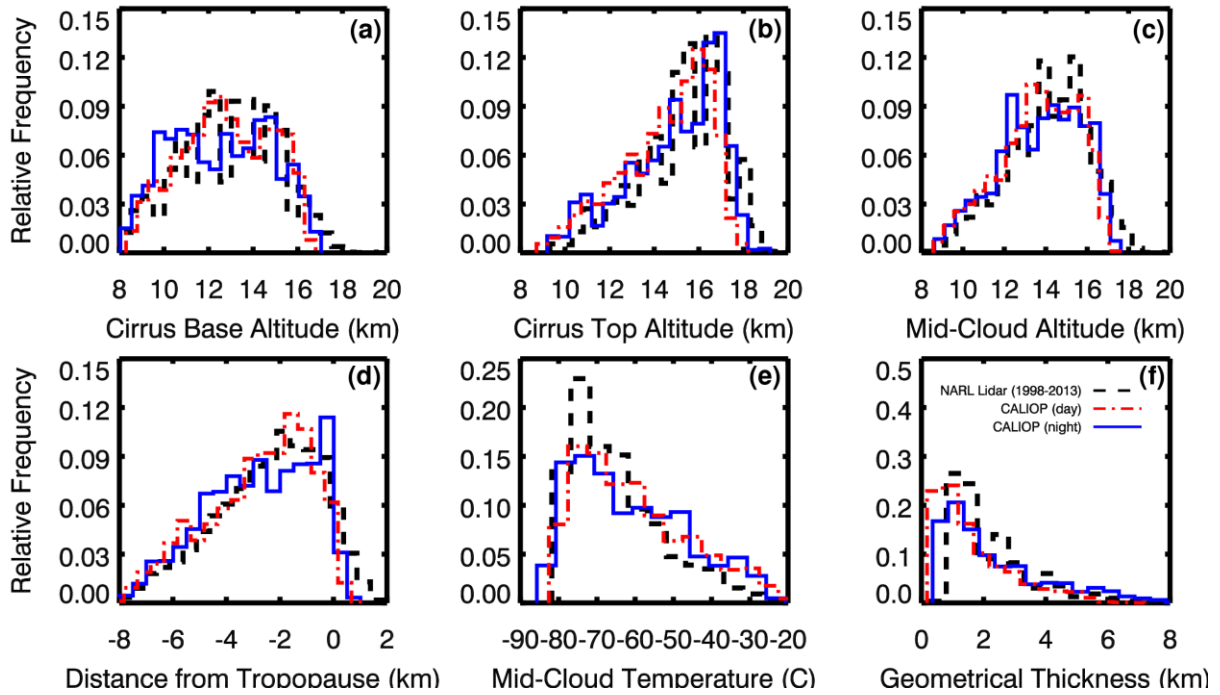 0.15 (a) 0.15 (b) 0.15 (c)
0.12 0.12 0.12
0.09 0.09 0.09
0.06 0.06 0.06
0.03 0.03 0.03
0.00 0.00 0.00
Relative Frequency
8 10 12 14 16 18 20 8 10 12 14 16 18 20 8 10 12 14 16 18 20
Cirrus Base Altitude (km) Cirrus Top Altitude (km) Mid-Cloud Altitude (km)
0.15 (d) 0.25 (e) 0.5 (f)
0.12 0.20 0.4
0.09 0.15 0.3
0.06 0.10 0.2
0.03 0.05 0.1
0.00 0.00 0.0
Relative Frequency
NARL Lidar (1998-2013)
CALIOP (day)
CALIOP (night)
-8 -6 -4 -2 0 2 -90-80-70-60-50-40-30-20 0 2 4 6 8
Distance from Tropopause (km) Mid-Cloud Temperature (C) Geometrical Thickness (km)